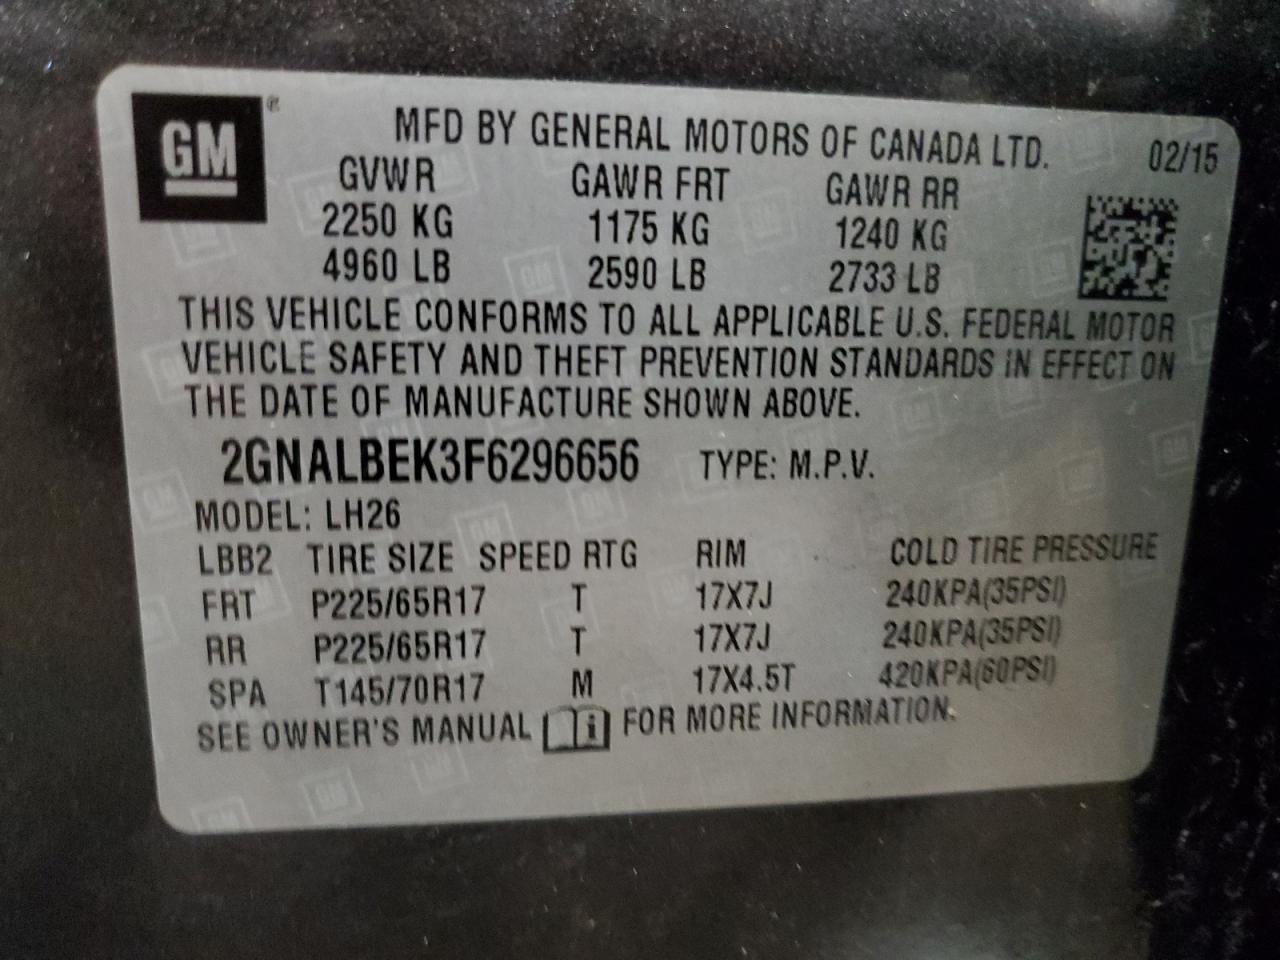 GM ®
MFD BY GENERAL MOTORS OF CANADA LTD. 02/15
GVWR GAWR FRT GAWR RR
2250 KG 1175 KG 1240 KG
4960 LB 2590 LB 2733 LB
THIS VEHICLE CONFORMS TO ALL APPLICABLE U.S. FEDERAL MOTOR
VEHICLE SAFETY AND THEFT PREVENTION STANDARDS IN EFFECT ON
THE DATE OF MANUFACTURE SHOWN ABOVE.
2GNALBEK3F6296656 TYPE: M.P.V.
MODEL: LH26
LBB2 TIRE SIZE SPEED RTG RIM COLD TIRE PRESSURE
FRT P225/65R17 T 17X7J 240KPA(35PSI)
RR P225/65R17 T 17X7J 240KPA(35PSI)
SPA T145/70R17 M 17X4.5T 420KPA(60PSI)
SEE OWNER'S MANUAL i FOR MORE INFORMATION.